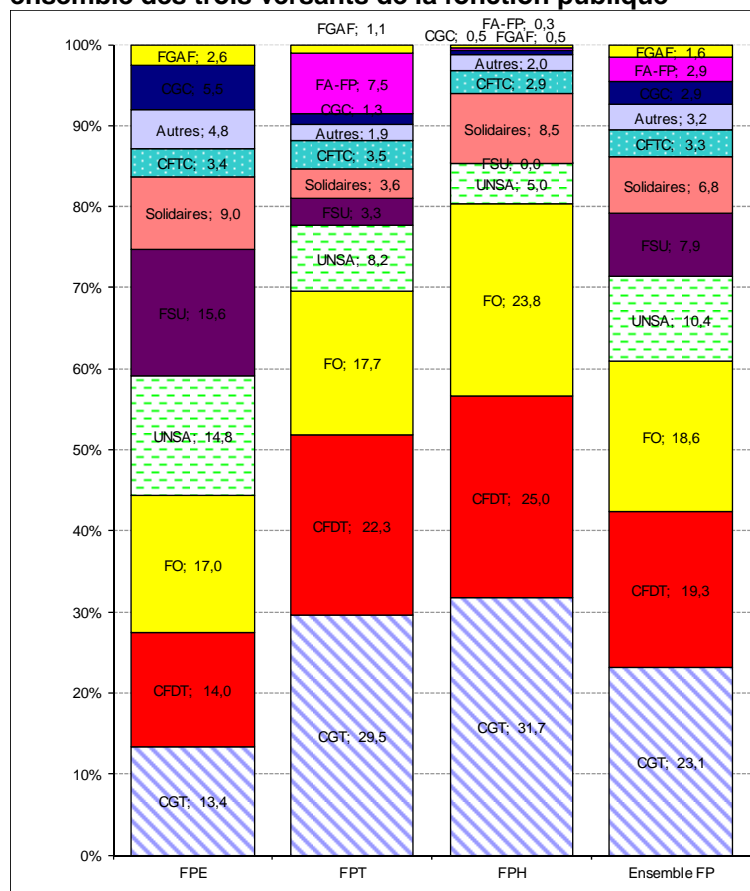 ensemble des trois versants de la fonction publique
FGAF; 1,1
FA-FP; 0,3
CGC; 0,5
FGAF; 0,5
100%
90%
80%
70%
60%
50%
40%
30%
20%
10%
0%
FGAF; 2,6
CGC; 5,5
Autres; 4,8
CFTC; 3,4
Solidaires; 9,0
FSU; 15,6
UNSA; 14,8
FO; 17,0
CFDT; 14,0
CGT; 13,4
FA-FP; 7,5
CGC; 1,3
Autres; 1,9
CFTC; 3,5
Solidaires; 3,6
FSU; 3,3
UNSA; 8,2
FO; 17,7
CFDT; 22,3
CGT; 29,5
Autres; 2,0
CFTC; 2,9
Solidaires; 8,5
FSU; 0,0
UNSA; 5,0
FO; 23,8
CFDT; 25,0
CGT; 31,7
FGAF; 1,6
FA-FP; 2,9
CGC; 2,9
Autres; 3,2
CFTC; 3,3
Solidaires; 6,8
FSU; 7,9
UNSA; 10,4
FO; 18,6
CFDT; 19,3
CGT; 23,1
FPE
FPT
FPH
Ensemble FP